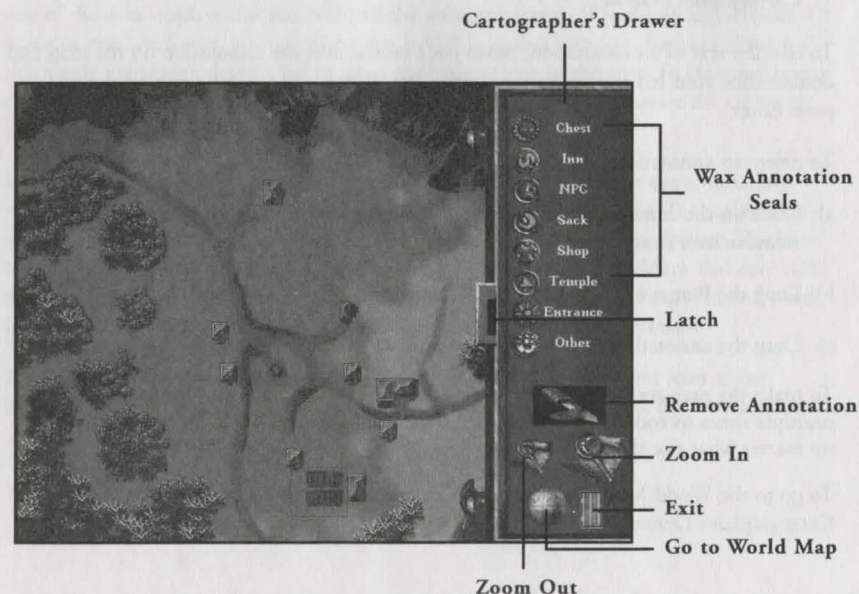 Cartographer's Drawer
Chest
Inn
NPC
Sack
Shop
Temple
Entrance
Other
Wax Annotation
Seals
Latch
Remove Annotation
Zoom In
Exit
Go to World Map
Zoom Out